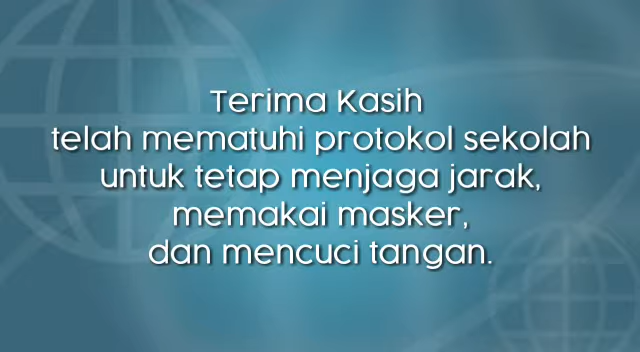 Terima Kasih
telah mematuhi protokol sekolah
untuk tetap menjaga jarak,
memakai masker,
dan mencuci tangan.